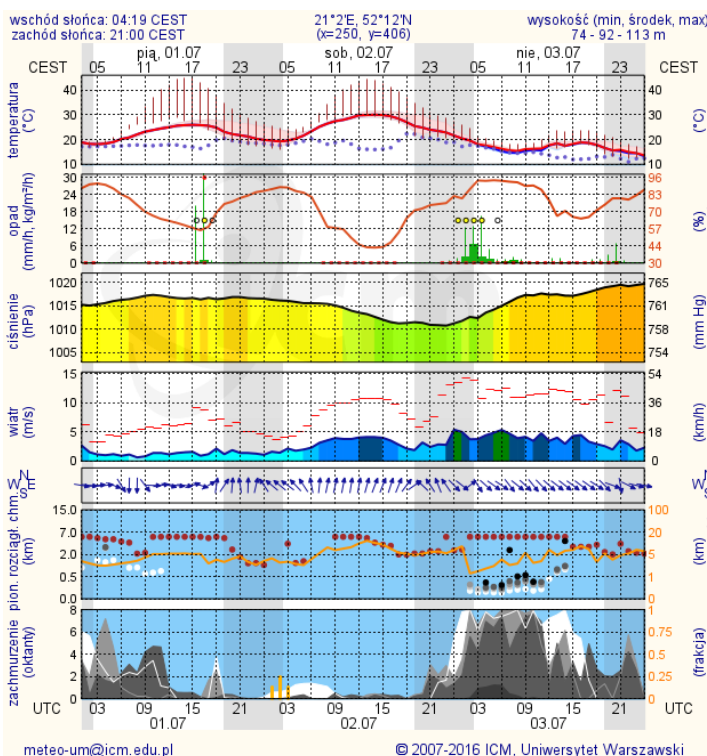 wschód słońca: 04:19 CEST 21°2'E, 52°12'N wysokość (min, środek, max)
zachód słońca: 21:00 CEST (x=250, y=406) 74 - 92 - 113 m
pią, 01.07 sob, 02.07 nie, 03.07
CEST 05 11 17 23 05 11 17 23 05 11 17 23 CEST
temperatura (°C) 40 30 20 10 40 30 20 10 (°C)
opad (mm/h, kg/m²/h) 30 24 18 12 6 0 96 83 70 57 44 30 (%)
ciśnienie (hPa) 1020 1015 1010 1005 765 761 758 754 (mm Hg)
wiatr (m/s) 15 10 5 0 54 36 18 0 (km/h)
N W E S N W S
pion. rozciągł. chm. (km) 15.0 7.0 2.0 0.5 0.0 100 20 5 1 0 (km)
zachmurzenie (oktanty) 8 6 4 2 0 1 0.75 0.5 0.25 0 (frakcja)
UTC 03 09 15 21 03 09 15 21 03 09 15 21 UTC
01.07 02.07 03.07
meteo-um@icm.edu.pl © 2007-2016 ICM, Uniwersytet Warszawski